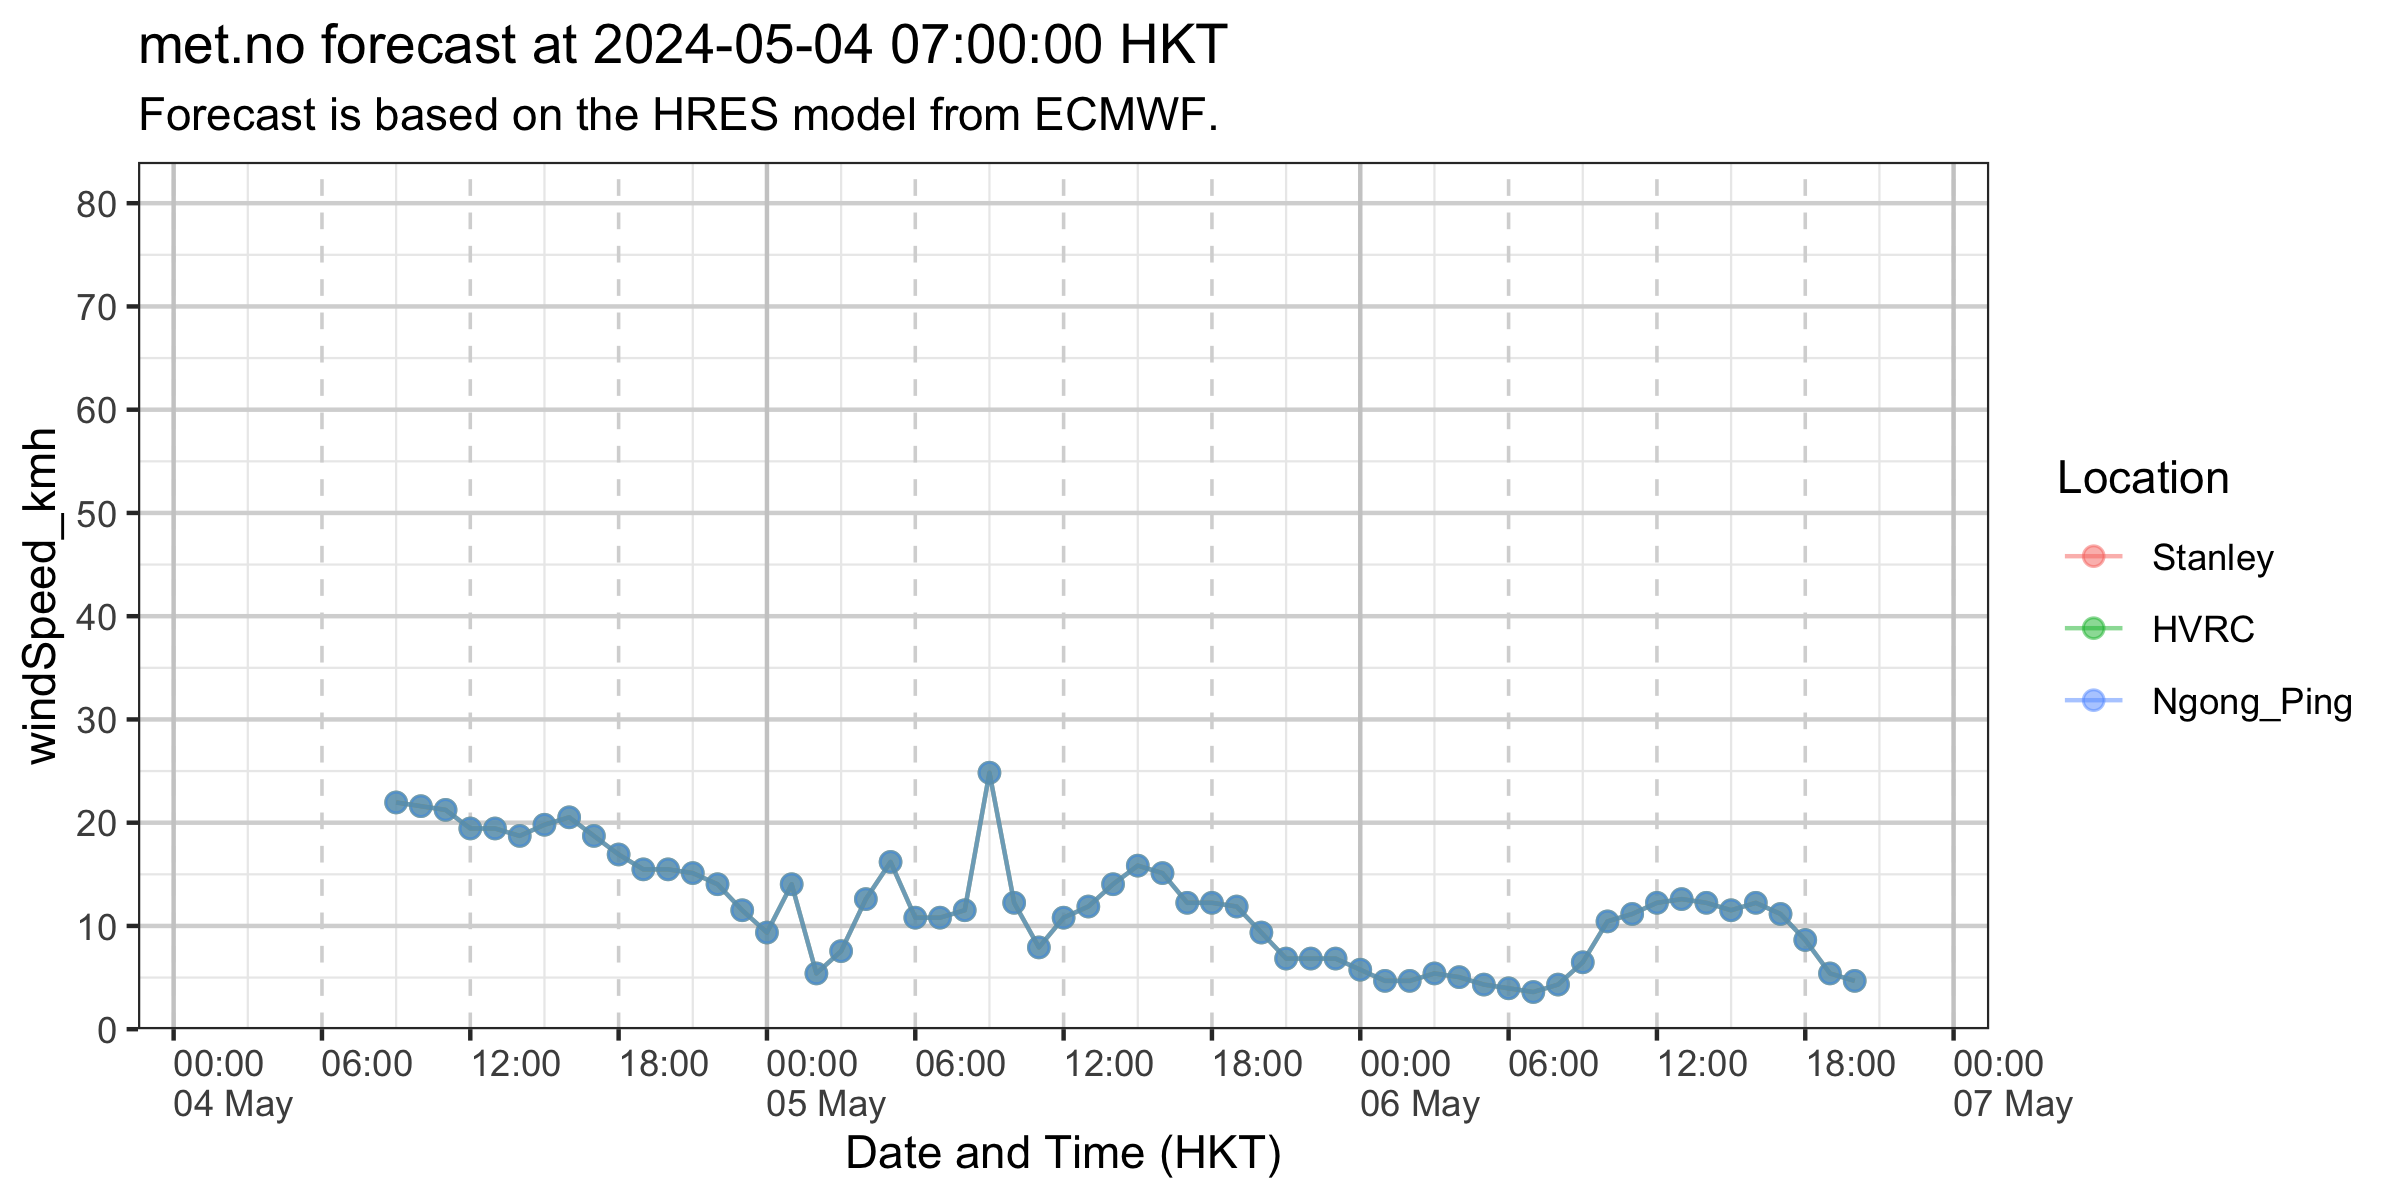 met.no forecast at 2024-05-04 07:00:00 HKT
Forecast is based on the HRES model from ECMWF.
windSpeed_kmh
80
70
60
50
40
30
20
10
0
00:00 06:00 12:00 18:00 00:00 06:00 12:00 18:00 00:00 06:00 12:00 18:00 00:00
04 May 05 May 06 May 07 May
Date and Time (HKT)
Location
Stanley
HVRC
Ngong_Ping